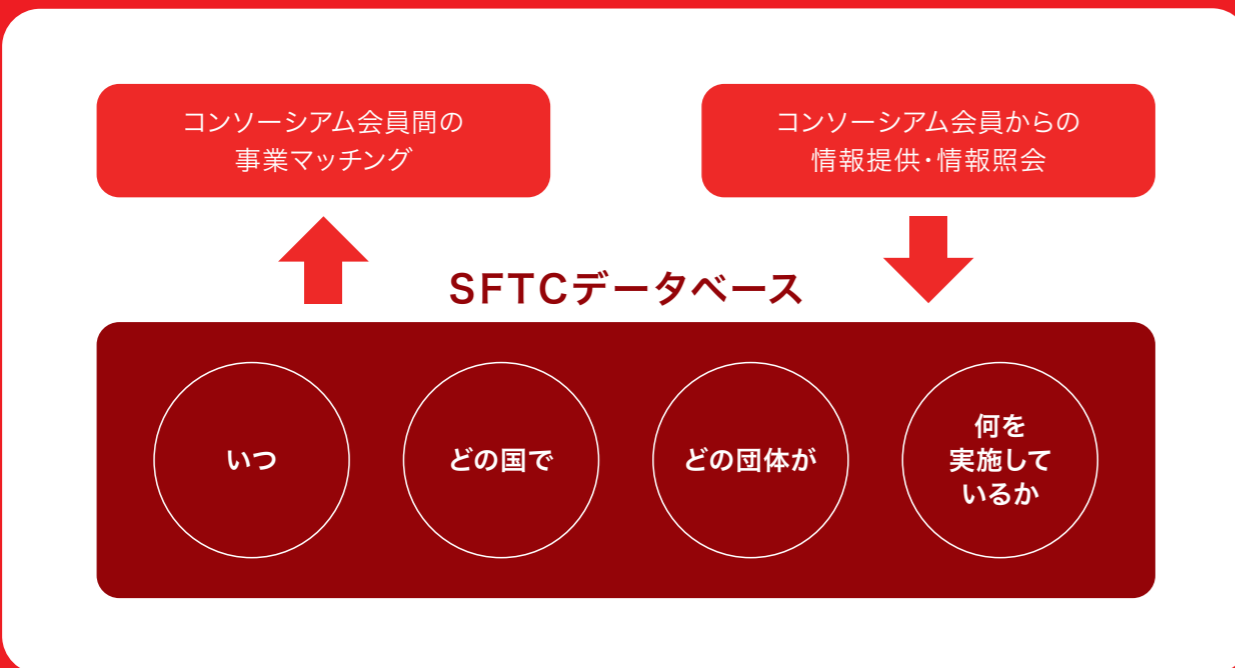 コンソーシアム会員間の
事業マッチング
コンソーシアム会員からの
情報提供・情報照会
SFTCデータベース
いつ
どの国で
どの団体が
何を
実施して
いるか